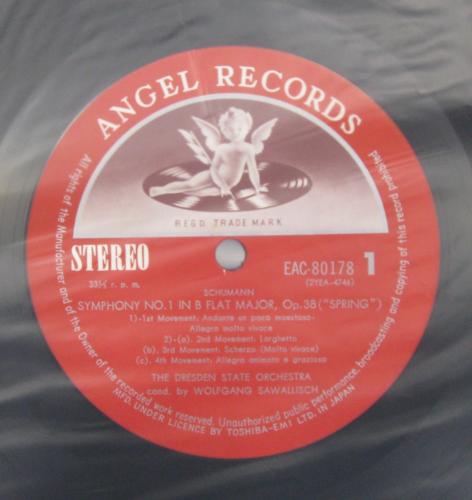 ANGEL RECORDS
REGD. TRADE MARK
STEREO
33⅓ r. p. m.
EAC-80178 1
(2YEA-4746)
SCHUMANN
SYMPHONY NO.1 IN B FLAT MAJOR, Op.38 ("SPRING")
1)-1st Movement: Andante un poco maestoso-
Allegro molto vivace
2)-(a). 2nd Movement: Larghetto
(b). 3rd Movement: Scherzo (Molto vivace)
(c). 4th Movement: Allegro animato e grazioso
THE DRESDEN STATE ORCHESTRA
cond. by WOLFGANG SAWALLISCH
All rights of the Manufacturer and of the Owner of the recorded work reserved. Unauthorized public performance, broadcasting and copying of this record prohibited
MFD. UNDER LICENCE BY TOSHIBA-EMI LTD. IN JAPAN